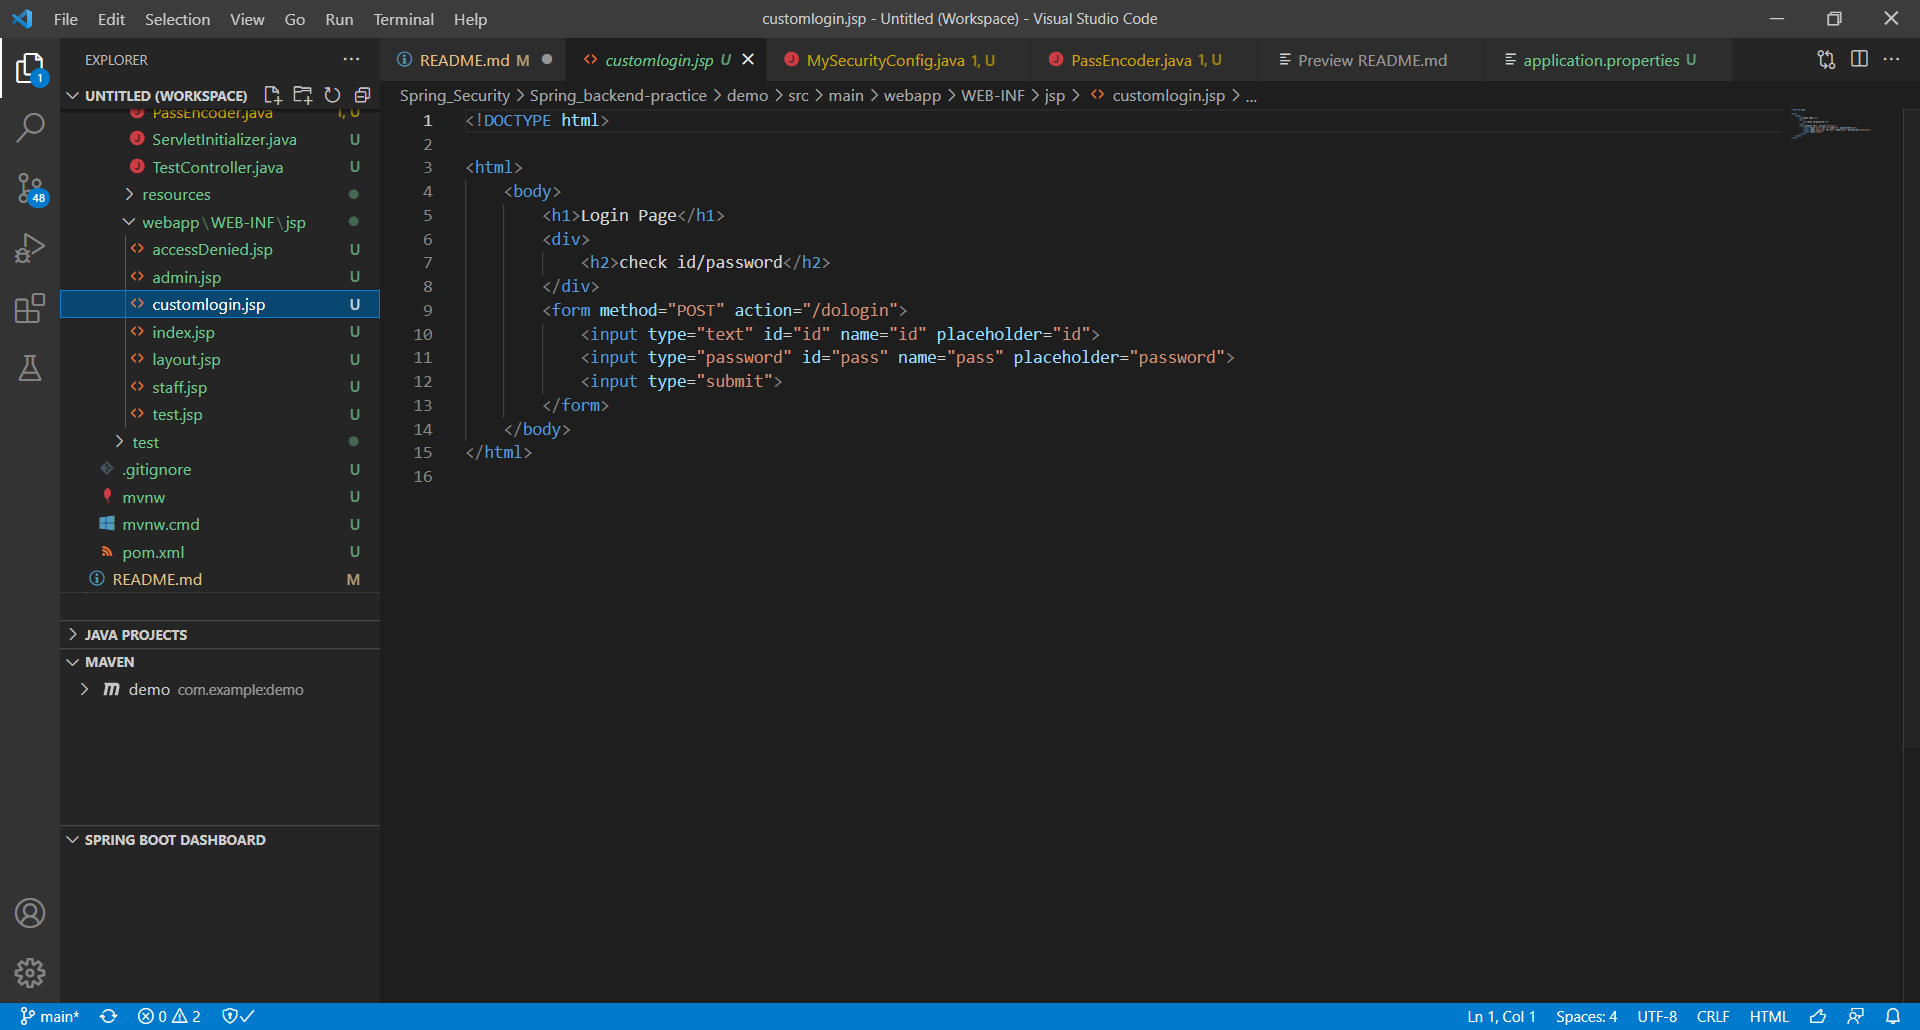 File Edit Selection View Go Run Terminal Help
customlogin.jsp - Untitled (Workspace) - Visual Studio Code
1
48
EXPLORER
UNTITLED (WORKSPACE)
PassEncoder.java 1, U
ServletInitializer.java U
TestController.java U
resources
webapp\WEB-INF\jsp
accessDenied.jsp U
admin.jsp U
customlogin.jsp U
index.jsp U
layout.jsp U
staff.jsp U
test.jsp U
test
.gitignore U
mvnw U
mvnw.cmd U
pom.xml U
README.md M
JAVA PROJECTS
MAVEN
demo com.example:demo
SPRING BOOT DASHBOARD
README.md M
customlogin.jsp U
MySecurityConfig.java 1, U
PassEncoder.java 1, U
Preview README.md
application.properties U
Spring_Security > Spring_backend-practice > demo > src > main > webapp > WEB-INF > jsp > customlogin.jsp > ...
1 <!DOCTYPE html>
2
3 <html>
4 <body>
5 <h1>Login Page</h1>
6 <div>
7 <h2>check id/password</h2>
8 </div>
9 <form method="POST" action="/dologin">
10 <input type="text" id="id" name="id" placeholder="id">
11 <input type="password" id="pass" name="pass" placeholder="password">
12 <input type="submit">
13 </form>
14 </body>
15 </html>
16
main* 0 2
Ln 1, Col 1 Spaces: 4 UTF-8 CRLF HTML